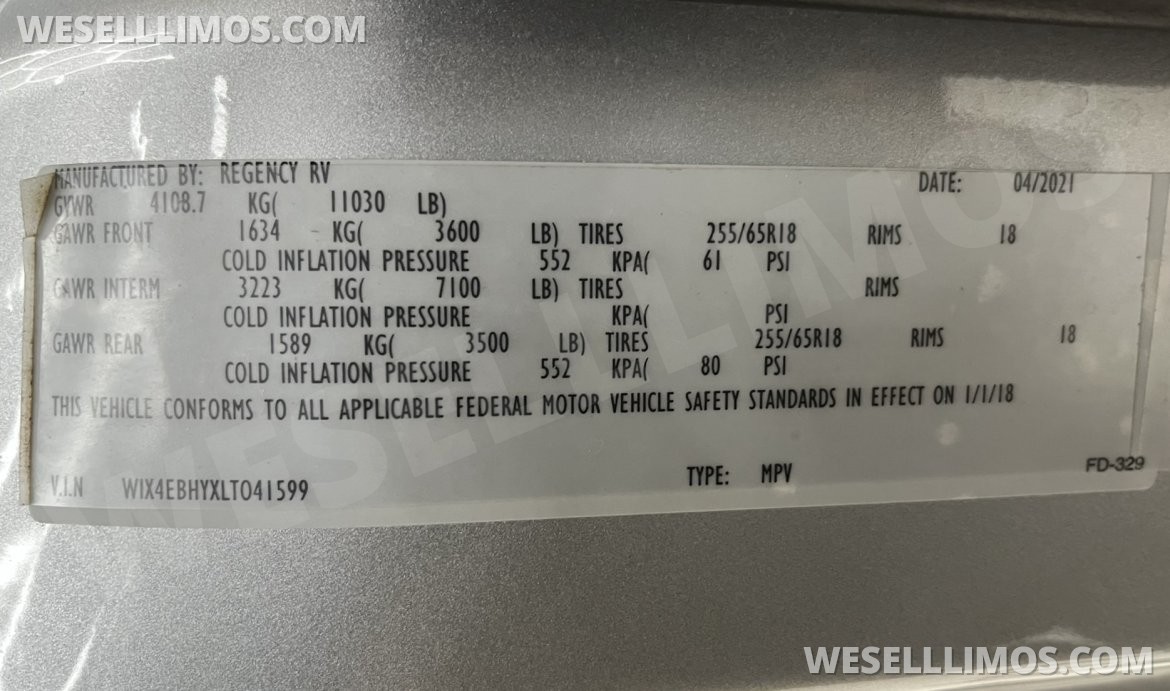 WESELLLIMOS.COM
MANUFACTURED BY: REGENCY RV DATE: 04/2021
GVWR 4108.7 KG( 11030 LB)
GAWR FRONT 1634 KG( 3600 LB) TIRES 255/65R18 RIMS 18
COLD INFLATION PRESSURE 552 KPA( 61 PSI
GAWR INTERM 3223 KG( 7100 LB) TIRES RIMS
COLD INFLATION PRESSURE KPA( PSI
GAWR REAR 1589 KG( 3500 LB) TIRES 255/65R18 RIMS 18
COLD INFLATION PRESSURE 552 KPA( 80 PSI
THIS VEHICLE CONFORMS TO ALL APPLICABLE FEDERAL MOTOR VEHICLE SAFETY STANDARDS IN EFFECT ON 1/1/18
V.I.N W1X4EBHYXLT041599 TYPE: MPV FD-329
WESELLLIMOS
WESELLLIMOS.COM